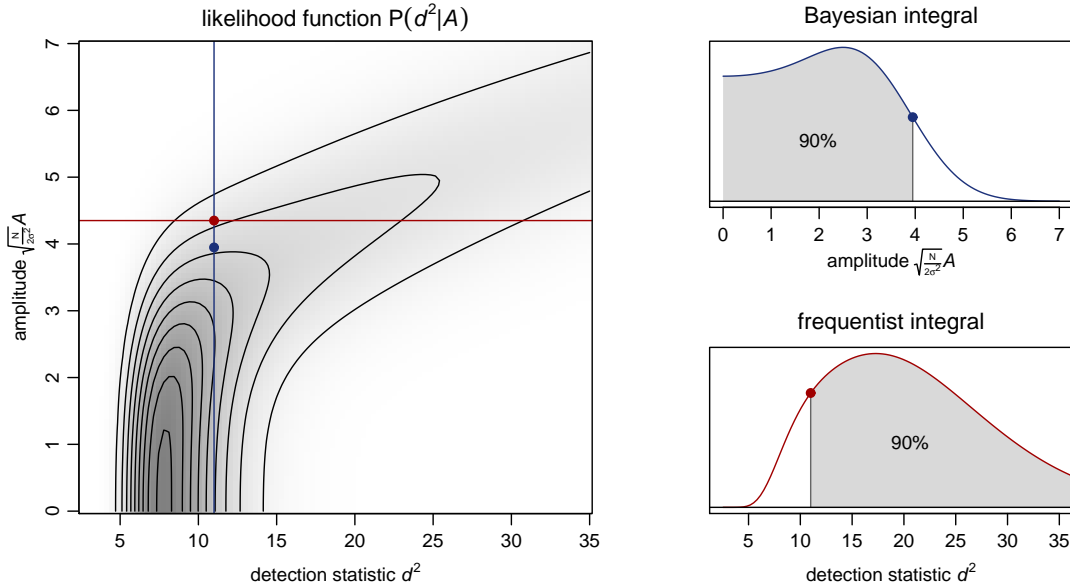 likelihood function P(d²|A)
0 1 2 3 4 5 6 7
amplitude √(N/2σ²) A
5 10 15 20 25 30 35
detection statistic d²
Bayesian integral
90%
0 1 2 3 4 5 6 7
amplitude √(N/2σ²) A
frequentist integral
90%
5 10 15 20 25 30 35
detection statistic d²